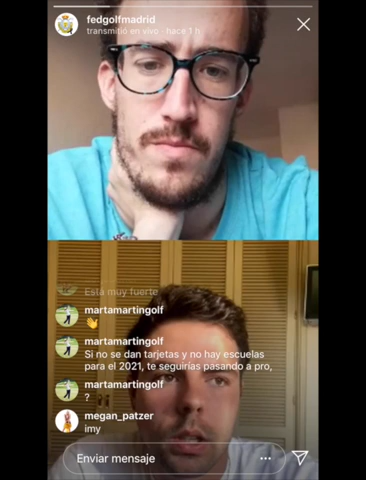 fedgolfmadrid
transmitió en vivo · hace 1 h
Está muy fuerte
martamartingolf
👋
martamartingolf
Si no se dan tarjetas y no hay escuelas
para el 2021, te seguirías pasando a pro,
martamartingolf
?
megan_patzer
imy
Enviar mensaje